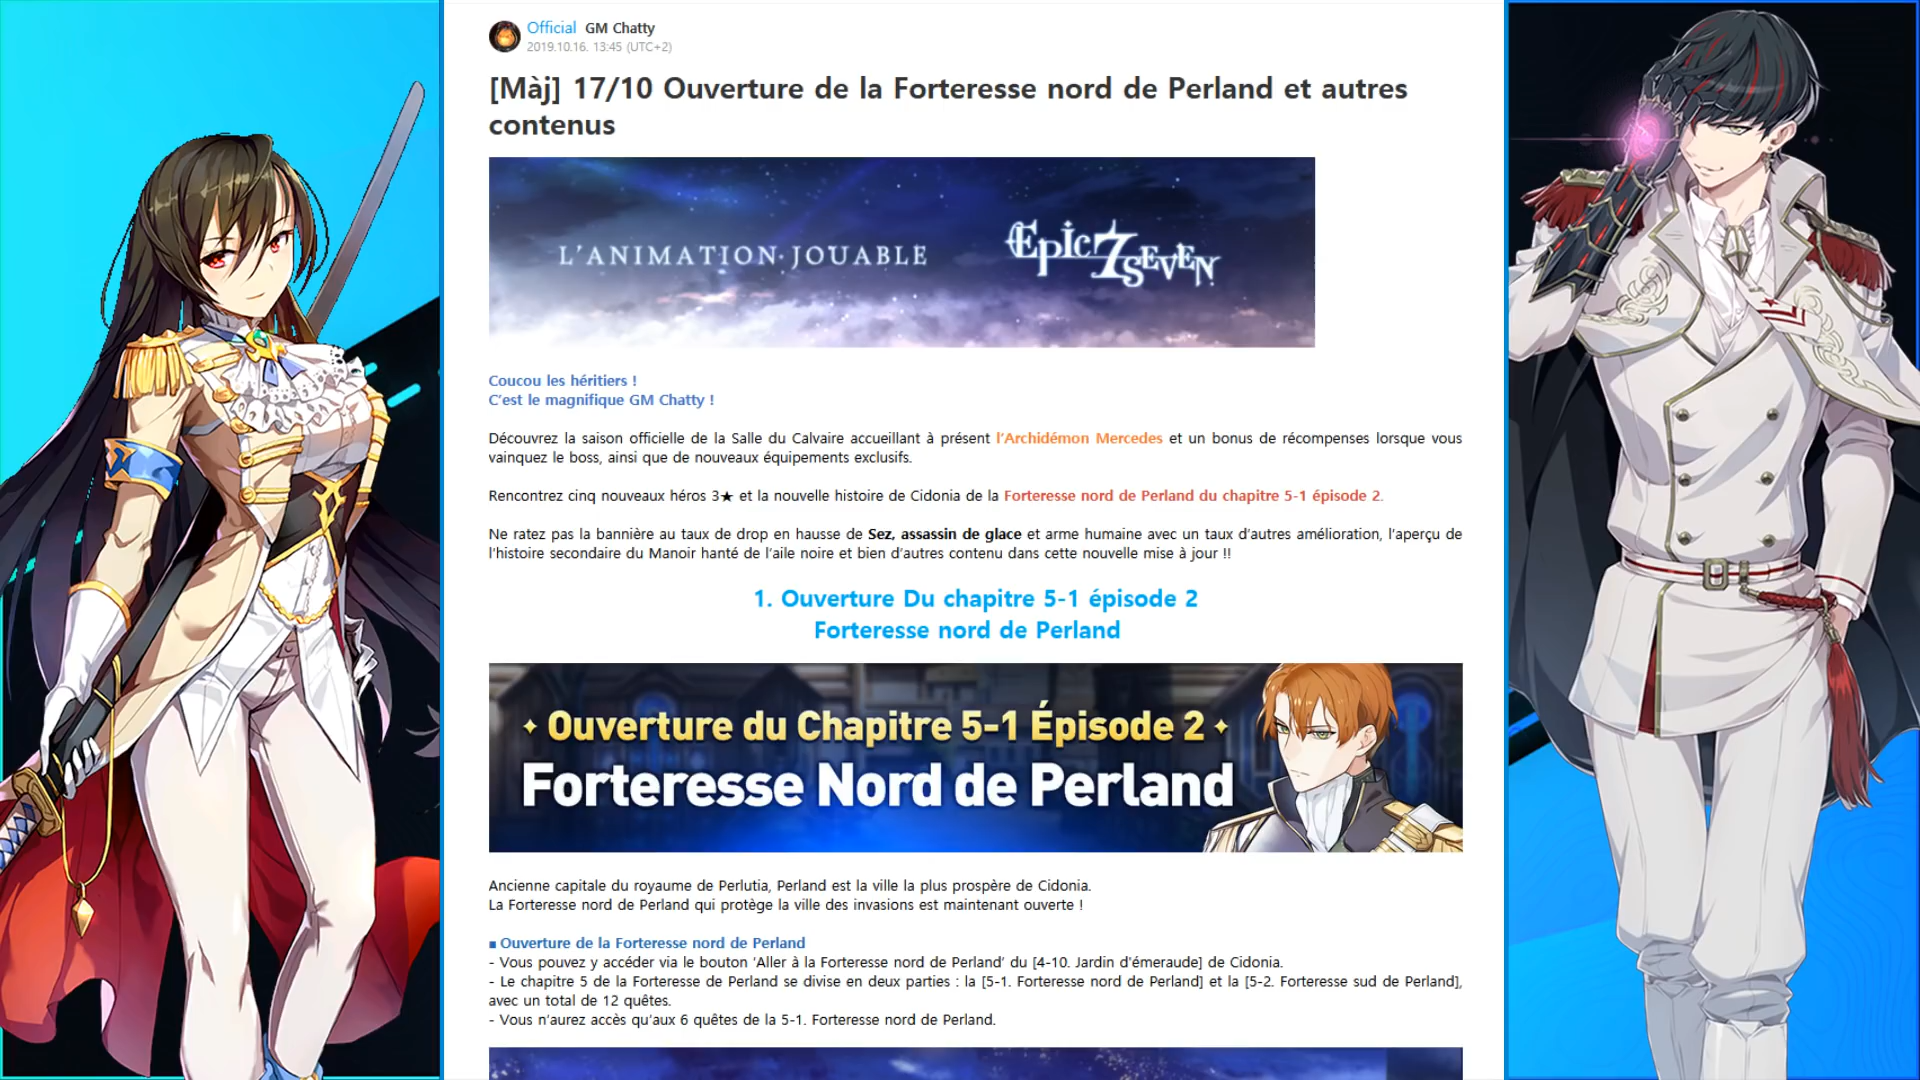 Official GM Chatty
2019.10.16. 13:45 (UTC+2)
[Màj] 17/10 Ouverture de la Forteresse nord de Perland et autres
contenus
L'ANIMATION JOUABLE
Epic 7 SEVEN
Coucou les héritiers !
C'est le magnifique GM Chatty !
Découvrez la saison officielle de la Salle du Calvaire accueillant à présent l'Archidémon Mercedes et un bonus de récompenses lorsque vous
vainquez le boss, ainsi que de nouveaux équipements exclusifs.
Rencontrez cinq nouveaux héros 3★ et la nouvelle histoire de Cidonia de la Forteresse nord de Perland du chapitre 5-1 épisode 2.
Ne ratez pas la bannière au taux de drop en hausse de Sez, assassin de glace et arme humaine avec un taux d'autres amélioration, l'aperçu de
l'histoire secondaire du Manoir hanté de l'aile noire et bien d'autres contenu dans cette nouvelle mise à jour !!
1. Ouverture Du chapitre 5-1 épisode 2
Forteresse nord de Perland
Ouverture du Chapitre 5-1 Épisode 2
Forteresse Nord de Perland
Ancienne capitale du royaume de Perlutia, Perland est la ville la plus prospère de Cidonia.
La Forteresse nord de Perland qui protège la ville des invasions est maintenant ouverte !
■ Ouverture de la Forteresse nord de Perland
- Vous pouvez y accéder via le bouton 'Aller à la Forteresse nord de Perland' du [4-10. Jardin d'émeraude] de Cidonia.
- Le chapitre 5 de la Forteresse de Perland se divise en deux parties : la [5-1. Forteresse nord de Perland] et la [5-2. Forteresse sud de Perland],
avec un total de 12 quêtes.
- Vous n'aurez accès qu'aux 6 quêtes de la 5-1. Forteresse nord de Perland.